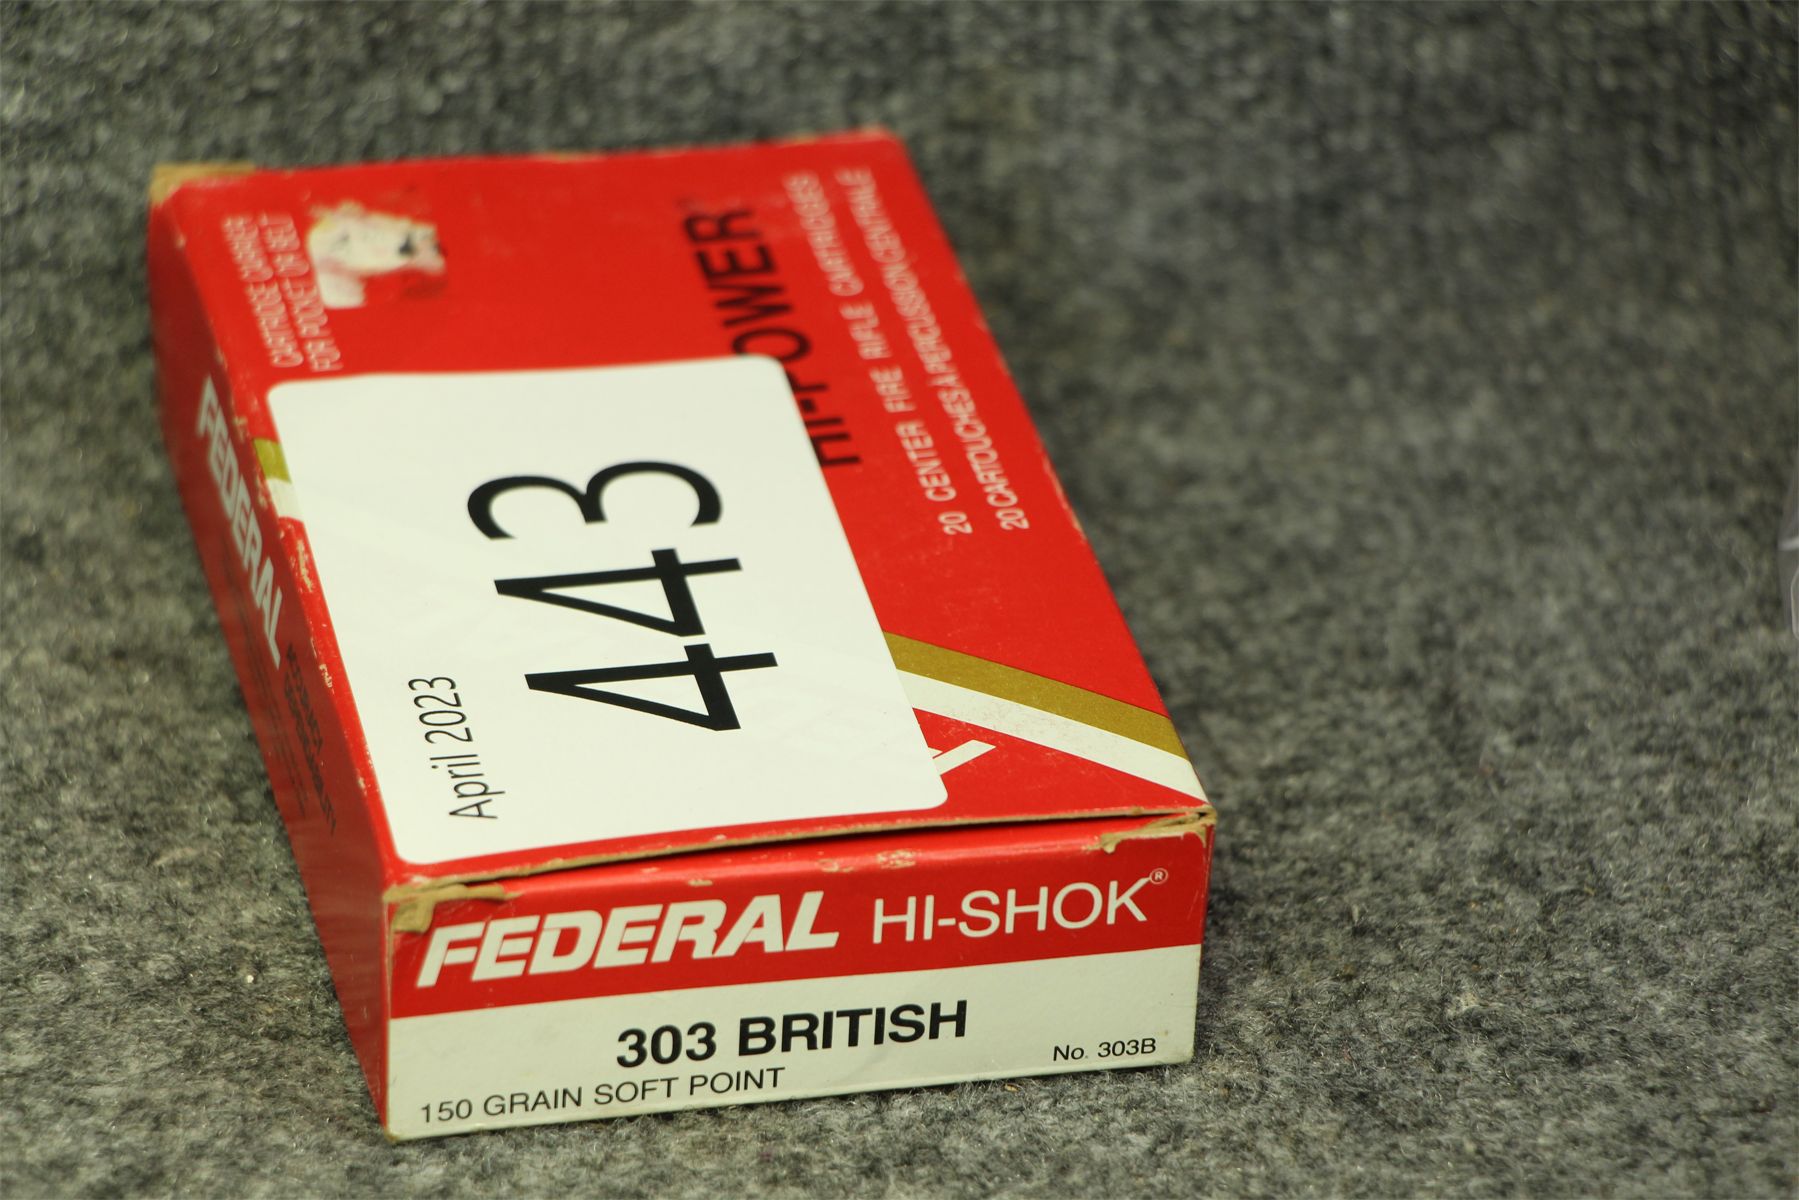 CARTRIDGE CARRIER
FOR POCKET OR BELT
HI-POWER
20 CENTER FIRE RIFLE CARTRIDGES
20 CARTOUCHES A PERCUSSION CENTRALE
April 2023
443
FEDERAL
FEDERAL HI-SHOK®
303 BRITISH
150 GRAIN SOFT POINT
No. 303B